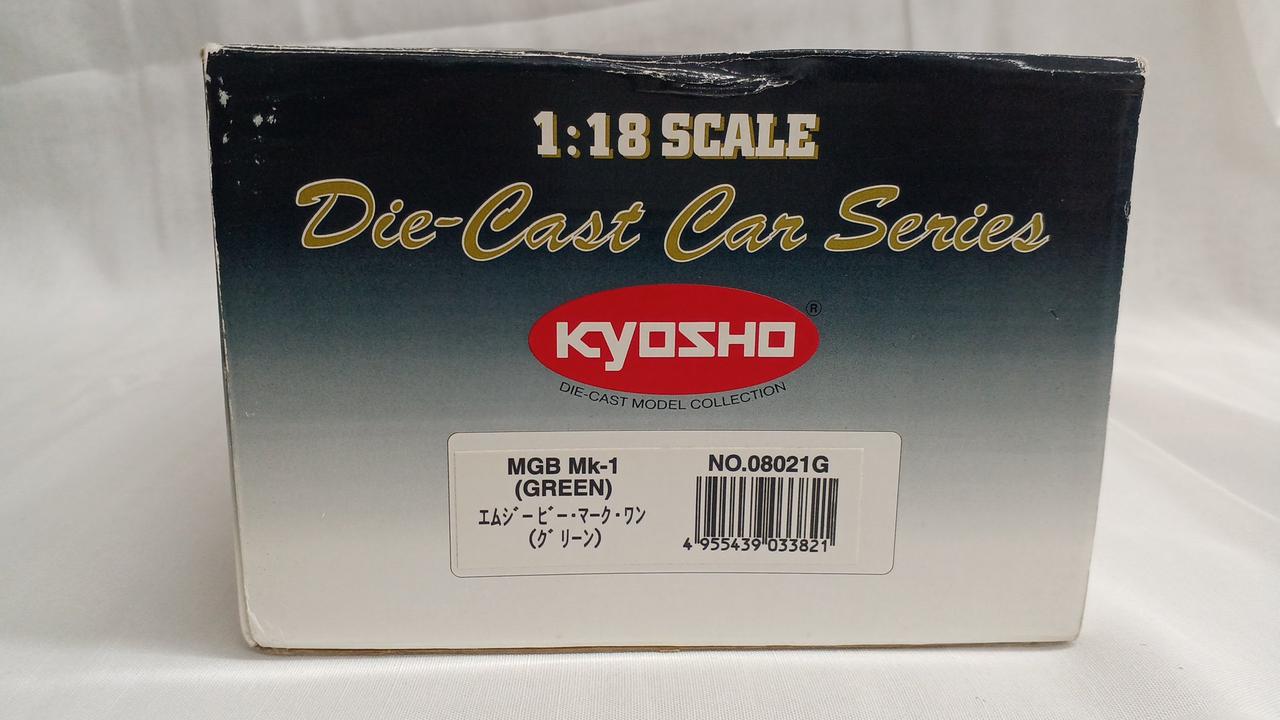 1:18 SCALE
Die-Cast Car Series
KYOSHO ®
DIE-CAST MODEL COLLECTION
MGB Mk-1
(GREEN)
エムジービー・マーク・ワン
(グリーン)
NO.08021G
4 955439 033821